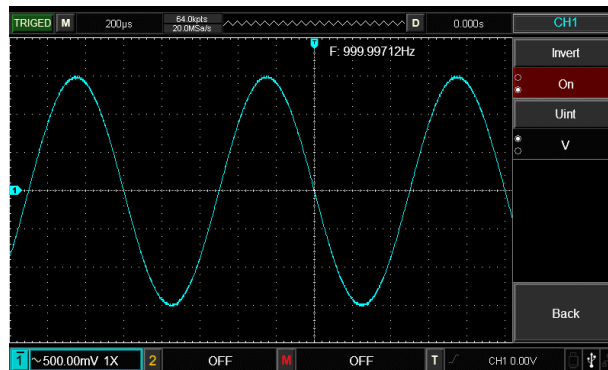 TRIGED M 200µs 64.0kpts 20.0MSa/s D 0.000s CH1
T
F: 999.99712Hz
Invert
On
Uint
V
1
Back
1 ~500.00mV 1X 2 OFF M OFF T CH1 0.00V